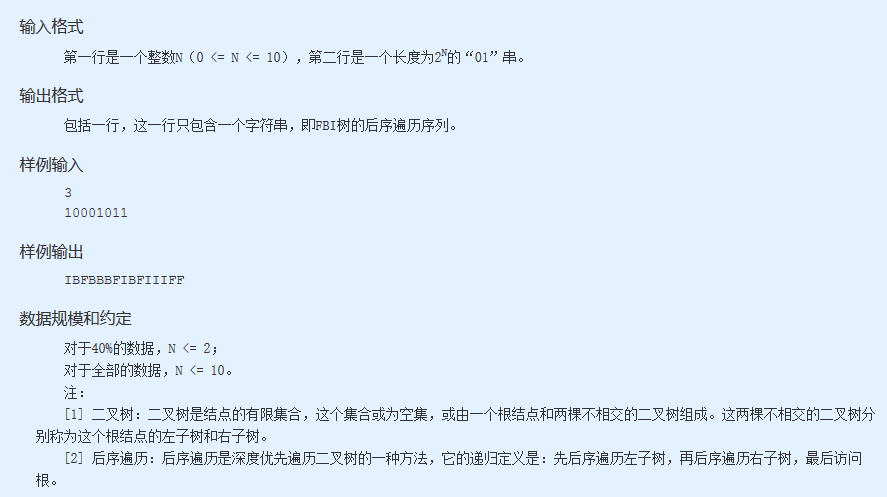 输入格式
第一行是一个整数N（0 <= N <= 10），第二行是一个长度为2N的“01”串。
输出格式
包括一行，这一行只包含一个字符串，即FBI树的后序遍历序列。
样例输入
3
10001011
样例输出
IBFBBBFIBFIIIFF
数据规模和约定
对于40%的数据，N <= 2；
对于全部的数据，N <= 10。
注：
[1] 二叉树：二叉树是结点的有限集合，这个集合或为空集，或由一个根结点和两棵不相交的二叉树组成。这两棵不相交的二叉树分
别称为这个根结点的左子树和右子树。
[2] 后序遍历：后序遍历是深度优先遍历二叉树的一种方法，它的递归定义是：先后序遍历左子树，再后序遍历右子树，最后访问
根。